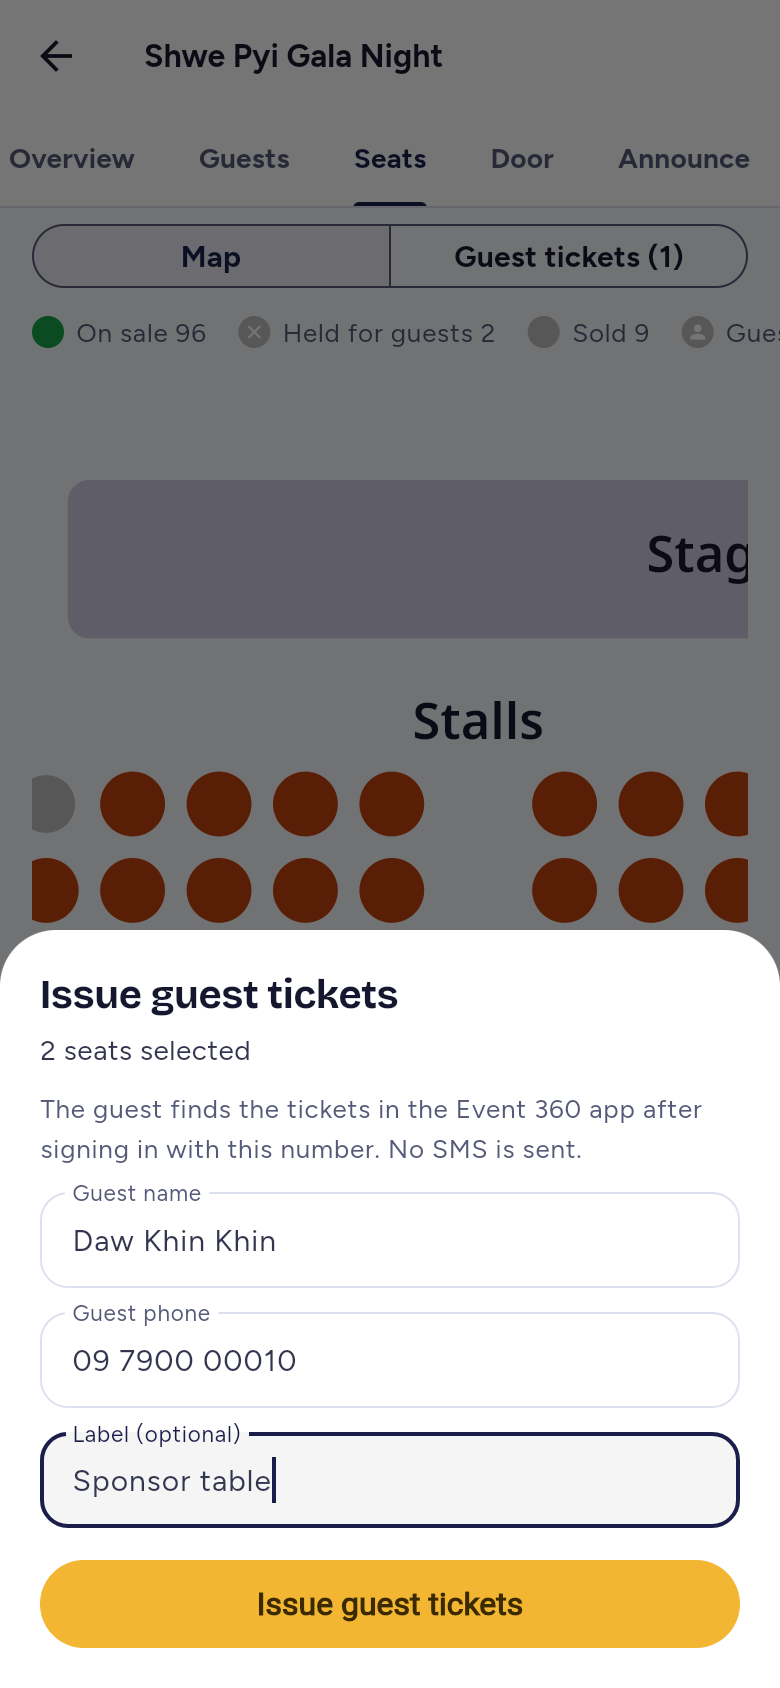 Shwe Pyi Gala Night
Overview Guests Seats Door Announce
Map Guest tickets (1)
On sale 96 Held for guests 2 Sold 9
Stalls
Issue guest tickets
2 seats selected
The guest finds the tickets in the Event 360 app after
signing in with this number. No SMS is sent.
Guest name
Daw Khin Khin
Guest phone
09 7900 00010
Label (optional)
Sponsor table
Issue guest tickets